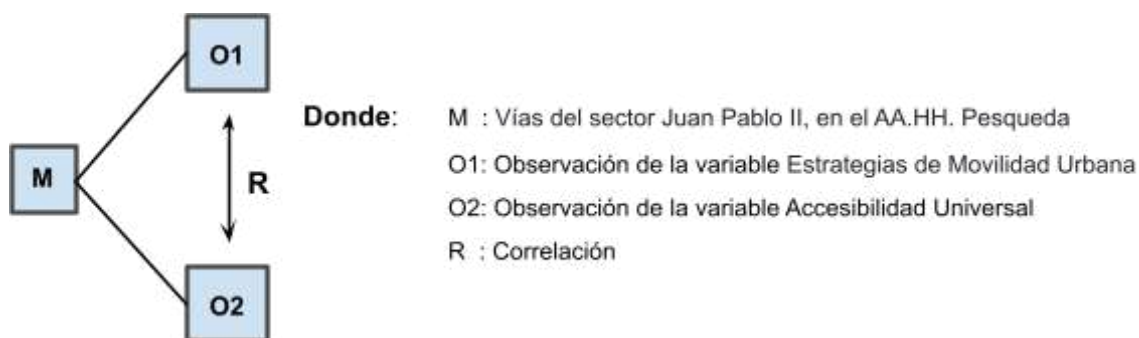 O1
M
R
O2
Donde:
M : Vías del sector Juan Pablo II, en el AA.HH. Pesqueda
O1: Observación de la variable Estrategias de Movilidad Urbana
O2: Observación de la variable Accesibilidad Universal
R : Correlación